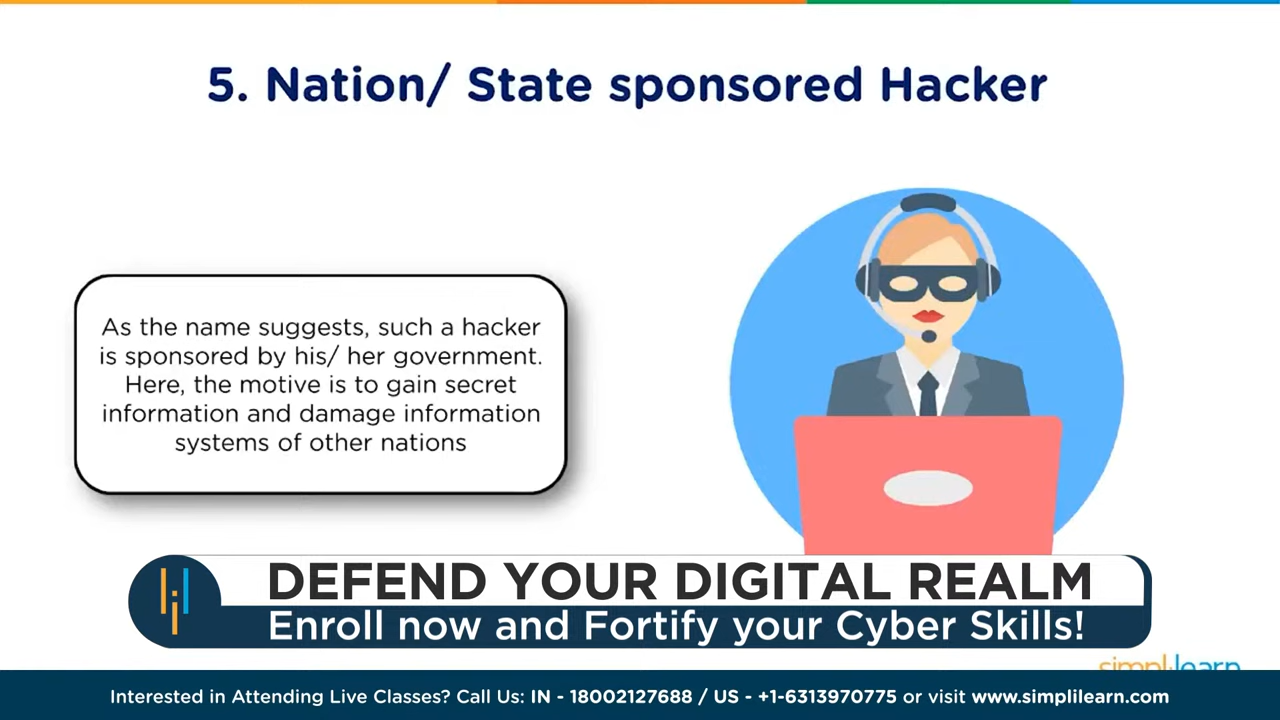 5. Nation/ State sponsored Hacker
As the name suggests, such a hacker
is sponsored by his/ her government.
Here, the motive is to gain secret
information and damage information
systems of other nations
DEFEND YOUR DIGITAL REALM
Enroll now and Fortify your Cyber Skills!
simplilearn
Interested in Attending Live Classes? Call Us: IN - 18002127688 / US - +1-6313970775 or visit www.simplilearn.com